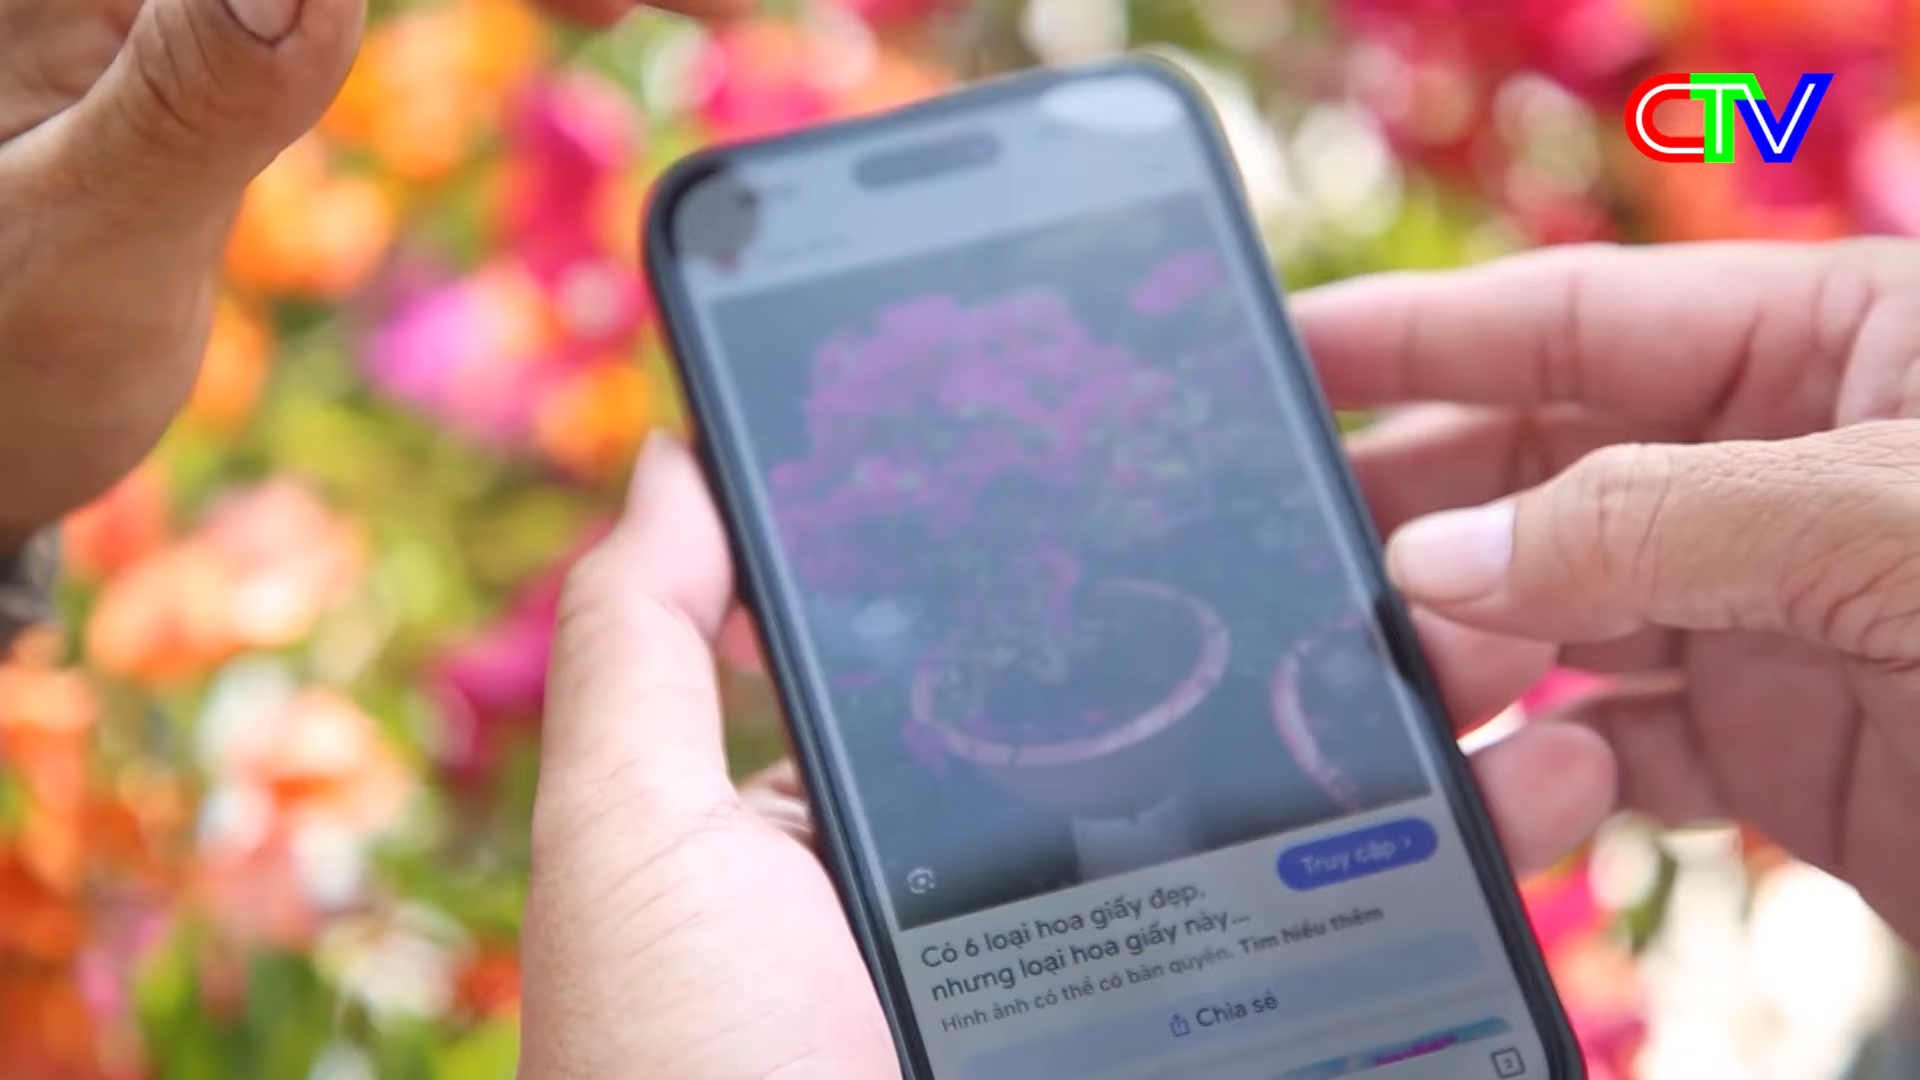 CTV
Truy cập
Có 6 loại hoa giấy đẹp,
nhưng loại hoa giấy này...
Hình ảnh có thể có bản quyền. Tìm hiểu thêm
Chia sẻ